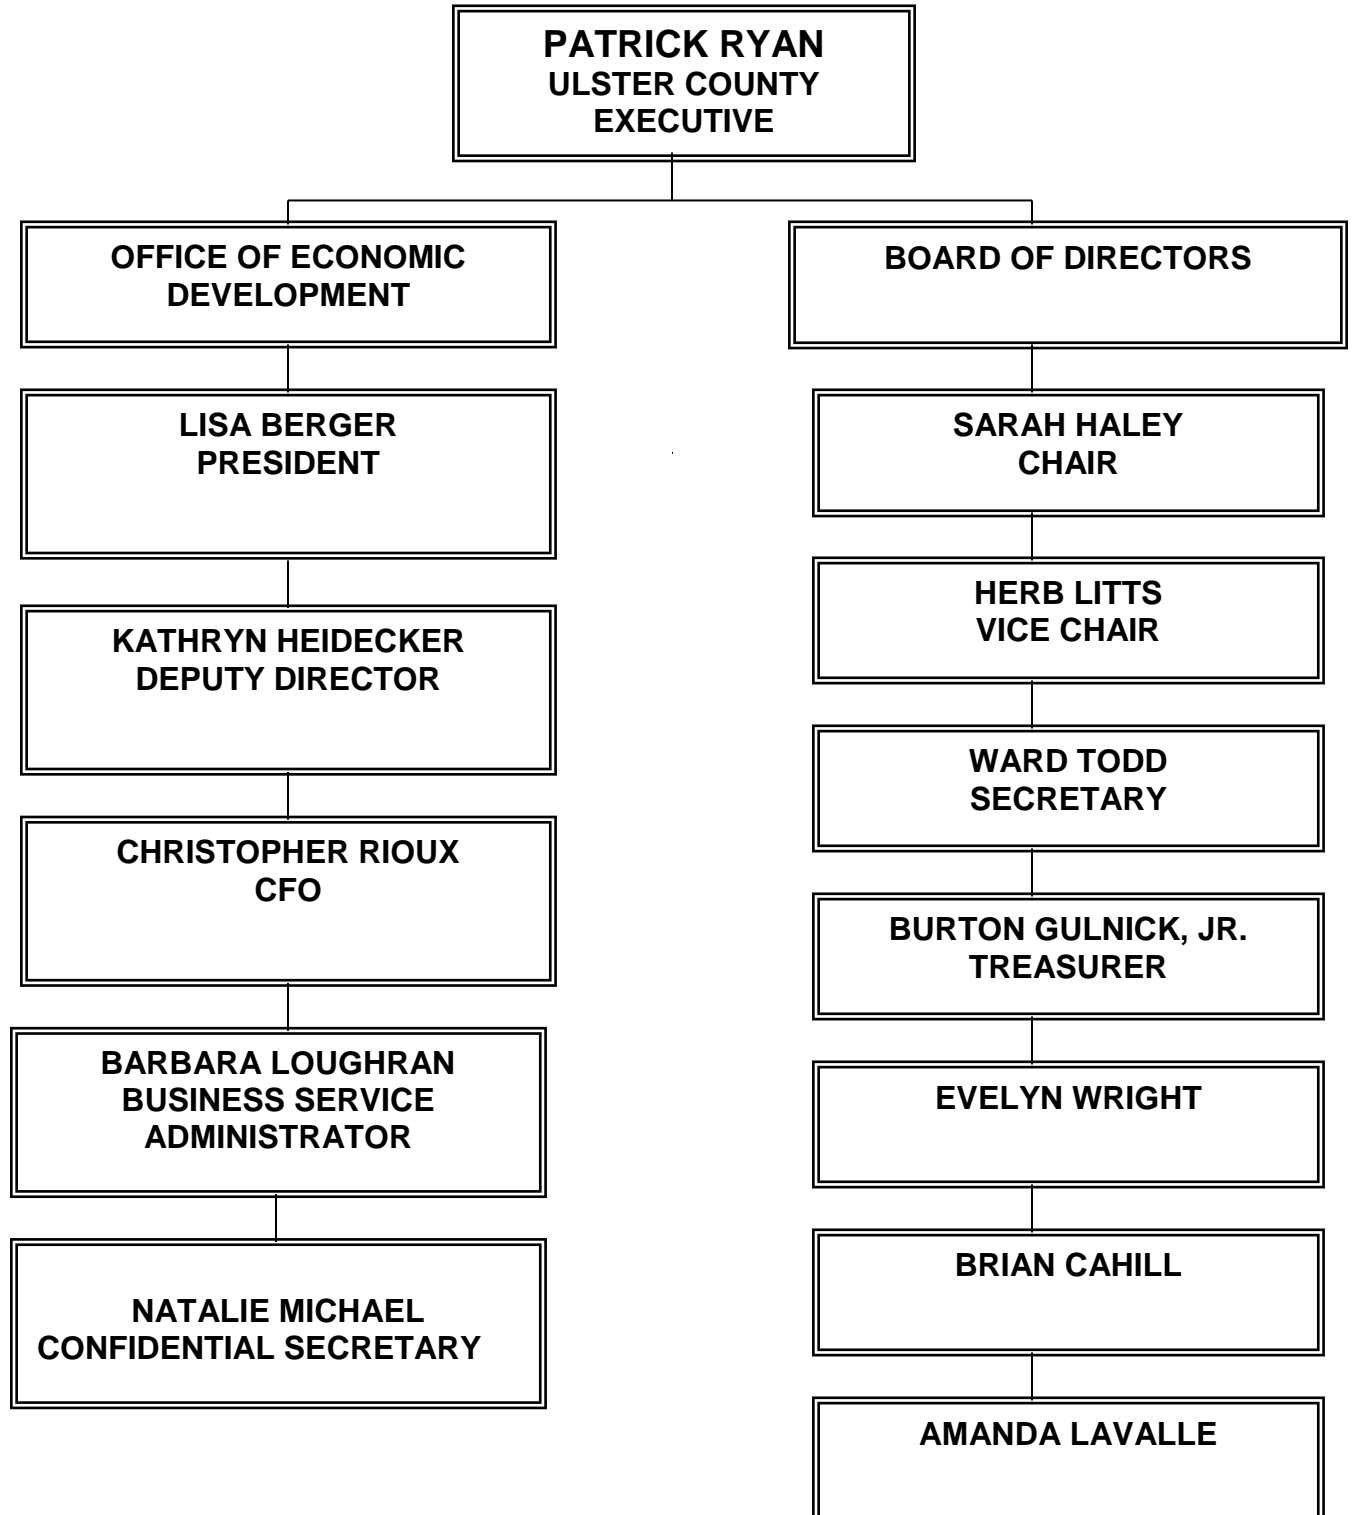 PATRICK RYAN
ULSTER COUNTY
EXECUTIVE
OFFICE OF ECONOMIC
DEVELOPMENT
LISA BERGER
PRESIDENT
KATHRYN HEIDECKER
DEPUTY DIRECTOR
CHRISTOPHER RIOUX
CFO
BARBARA LOUGHRAN
BUSINESS SERVICE
ADMINISTRATOR
NATALIE MICHAEL
CONFIDENTIAL SECRETARY
BOARD OF DIRECTORS
SARAH HALEY
CHAIR
HERB LITTS
VICE CHAIR
WARD TODD
SECRETARY
BURTON GULNICK, JR.
TREASURER
EVELYN WRIGHT
BRIAN CAHILL
AMANDA LAVALLE